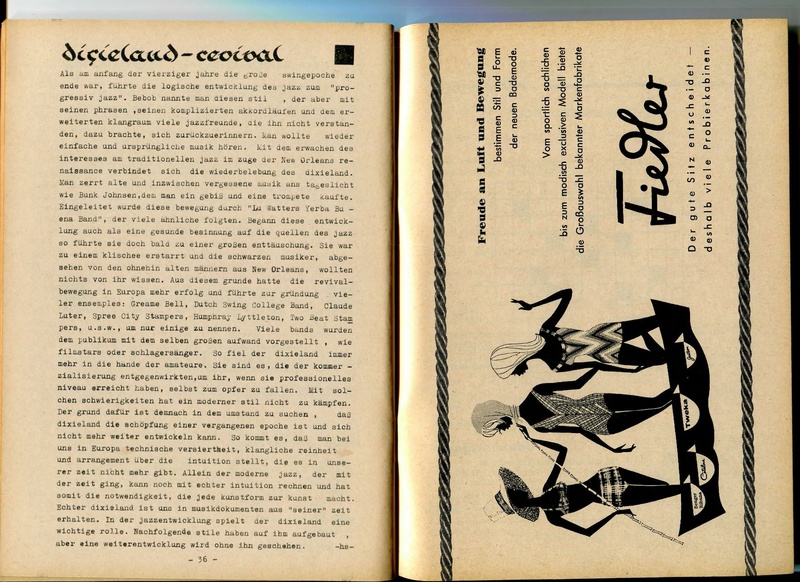 dixieland-revival
Als am anfang der vierziger jahre die große swingepoche zu
ende war, führte die logische entwicklung des jazz zum "pro-
gressiv jazz". Bebob nannte man diesen stil , der aber mit
seinen phrasen ,seinen komplizierten akkordläufen und dem er-
weiterten klangraum viele jazzfreunde, die ihn nicht verstan-
den, dazu brachte, sich zurückzuerinnern. Man wollte wieder
einfache und ursprüngliche musik hören. Mit dem erwachen des
interesses am traditionellen jazz im zuge der New Orleans re-
naissance verbindet sich die wiederbelebung des dixieland.
Man zerrt alte und inzwischen vergessene musik ans tageslicht
wie Bunk Johnsen,dem man ein gebiß und eine trompete kaufte.
Eingeleitet wurde diese bewegung durch "Lu Watters Yerba Bu -
ena Band", der viele ähnliche folgten. Begann diese entwick-
lung auch als eine gesunde besinnung auf die quellen des jazz
so führte sie doch bald zu einer großen enttäuschung. Sie war
zu einem klischee erstarrt und die schwarzen musiker, abge-
sehen von den ohnehin alten männern aus New Orleans, wollten
nichts von ihr wissen. Aus diesem grunde hatte die revival-
bewegung in Europa mehr erfolg und führte zur gründung vie-
ler ensemples: Greame Bell, Dutch Swing College Band, Claude
Luter, Spree City Stampers, Humphray Lyttleton, Two Beat Stam
pers, u.s.w., um nur einige zu nennen. Viele bands wurden
dem publikum mit dem selben großen aufwand vorgestellt , wie
filmstars oder schlagersänger. So fiel der dixieland immer
mehr in die hände der amateure. Sie sind es, die der kommer -
zialisierung entgegenwirkten,um ihr, wenn sie professionelles
niveau erreicht haben, selbst zum opfer zu fallen. Mit sol-
chen schwierigkeiten hat ein moderner stil nicht zu kämpfen.
Der grund dafür ist demnach in dem umstand zu suchen , daß
dixieland die schöpfung einer vergangenen epoche ist und sich
nicht mehr weiter entwickeln kann. So kommt es, daß man bei
uns in Europa technische versiertheit, klangliche reinheit
und arrangement über die intuition stellt, die es in unse-
rer zeit nicht mehr gibt. Allein der moderne jazz, der mit
der zeit ging, kann noch mit echter intuition rechnen und hat
somit die notwendigkeit, die jede kunstform zur kunst macht.
Echter dixieland ist uns in musikdokumenten aus "seiner" zeit
erhalten. In der jazzentwicklung spielt der dixieland eine
wichtige rolle. Nachfolgende stile haben auf ihm aufgebaut ,
aber eine weiterentwicklung wird ohne ihn geschehen. -hs-
- 36 -
Freude an Luft und Bewegung
bestimmen Stil und Form
der neuen Bademode.
Vom sportlich sachlichen
bis zum modisch exclusiven Modell bietet
die Großauswahl bekannter Markenfabrikate
Fiedler
Der gute Sitz entscheidet —
deshalb viele Probierkabinen.
Tweka